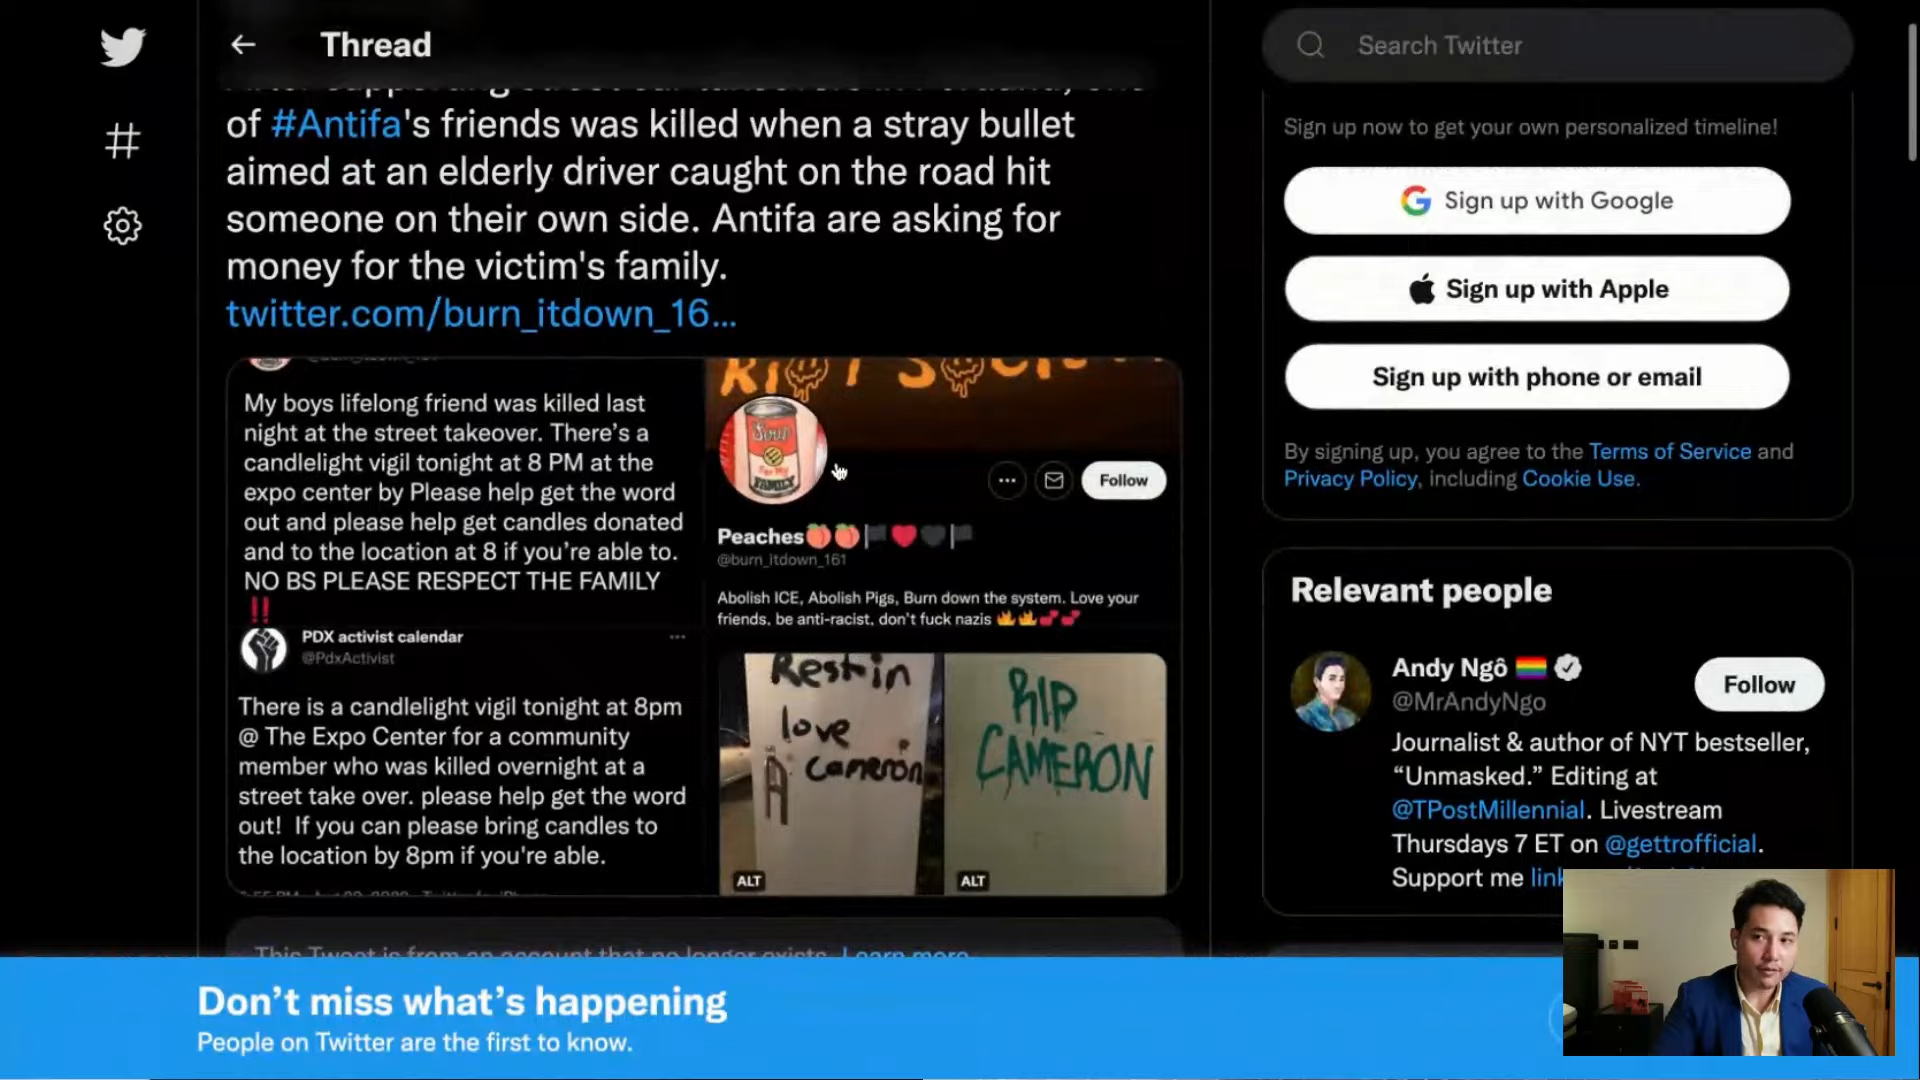 Thread
Search Twitter
of #Antifa's friends was killed when a stray bullet
aimed at an elderly driver caught on the road hit
someone on their own side. Antifa are asking for
money for the victim's family.
twitter.com/burn_itdown_16...
My boys lifelong friend was killed last
night at the street takeover. There's a
candlelight vigil tonight at 8 PM at the
expo center by Please help get the word
out and please help get candles donated
and to the location at 8 if you're able to.
NO BS PLEASE RESPECT THE FAMILY
‼️
PDX activist calendar
@PdxActivist
There is a candlelight vigil tonight at 8pm
@ The Expo Center for a community
member who was killed overnight at a
street take over. please help get the word
out! If you can please bring candles to
the location by 8pm if you're able.
Soup
For My
FAMILY
Follow
Peaches🍑🍑🏴❤️🖤🏴
@burn_itdown_161
Abolish ICE, Abolish Pigs, Burn down the system. Love your
friends, be anti-racist, don't fuck nazis 🔥🔥💕💕
Rest in
love
Cameron
ALT
RIP
CAMERON
ALT
This Tweet is from an account that no longer exists. Learn more
Sign up now to get your own personalized timeline!
Sign up with Google
Sign up with Apple
Sign up with phone or email
By signing up, you agree to the Terms of Service and
Privacy Policy, including Cookie Use.
Relevant people
Andy Ngô 🏳️‍🌈
@MrAndyNgo
Follow
Journalist & author of NYT bestseller,
“Unmasked.” Editing at
@TPostMillennial. Livestream
Thursdays 7 ET on @gettrofficial.
Support me
Don’t miss what’s happening
People on Twitter are the first to know.